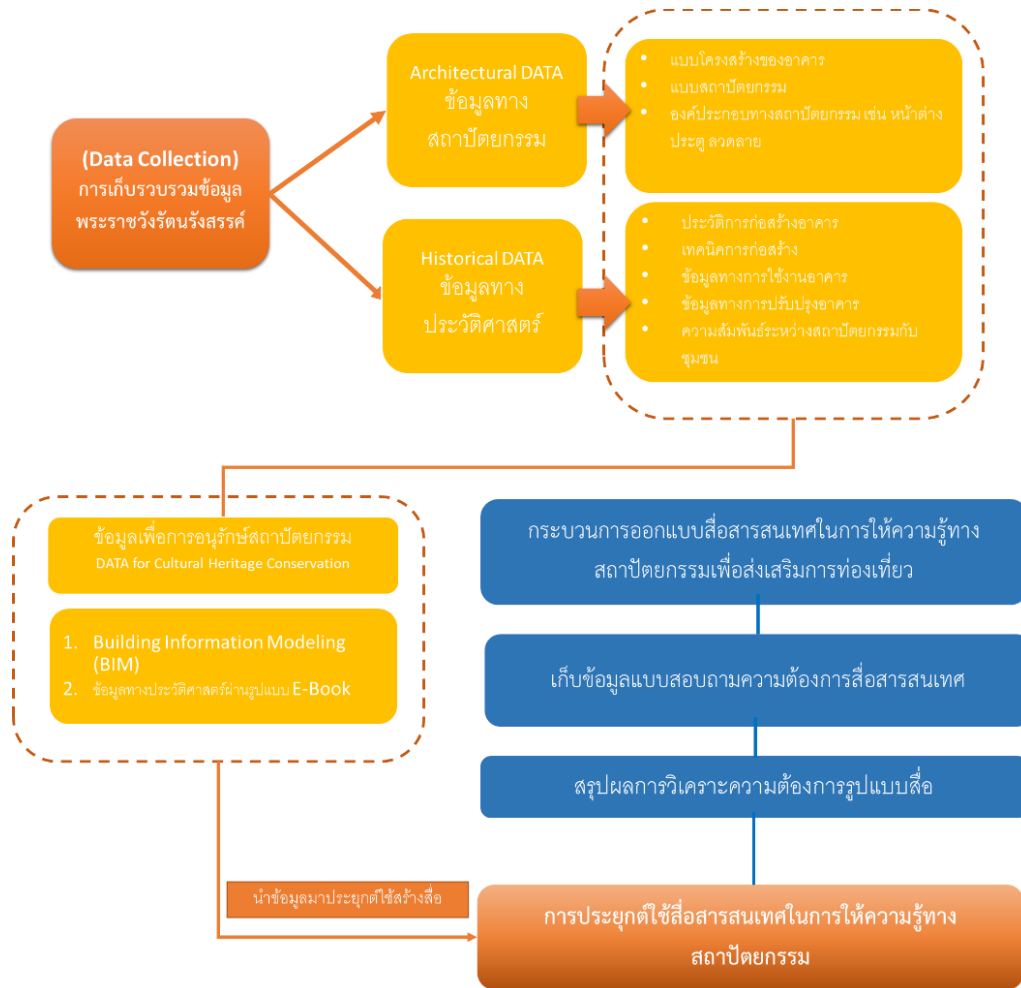 (Data Collection)
การเก็บรวบรวมข้อมูล
พระราชวังรัตนรังสรรค์
Architectural DATA
ข้อมูลทาง
สถาปัตยกรรม
• แบบโครงสร้างของอาคาร
• แบบสถาปัตยกรรม
• องค์ประกอบทางสถาปัตยกรรม เช่น หน้าต่าง
ประตู ลวดลาย
Historical DATA
ข้อมูลทาง
ประวัติศาสตร์
• ประวัติการก่อสร้างอาคาร
• เทคนิคการก่อสร้าง
• ข้อมูลทางการใช้งานอาคาร
• ข้อมูลทางการปรับปรุงอาคาร
• ความสัมพันธ์ระหว่างสถาปัตยกรรมกับ
ชุมชน
ข้อมูลเพื่อการอนุรักษ์สถาปัตยกรรม
DATA for Cultural Heritage Conservation
1. Building Information Modeling
(BIM)
2. ข้อมูลทางประวัติศาสตร์ผ่านรูปแบบ E-Book
กระบวนการออกแบบสื่อสารสนเทศในการให้ความรู้ทาง
สถาปัตยกรรมเพื่อส่งเสริมการท่องเที่ยว
เก็บข้อมูลแบบสอบถามความต้องการสื่อสารสนเทศ
สรุปผลการวิเคราะความต้องการรูปแบบสื่อ
นำข้อมูลมาประยุกต์ใช้สร้างสื่อ
การประยุกต์ใช้สื่อสารสนเทศในการให้ความรู้ทาง
สถาปัตยกรรม